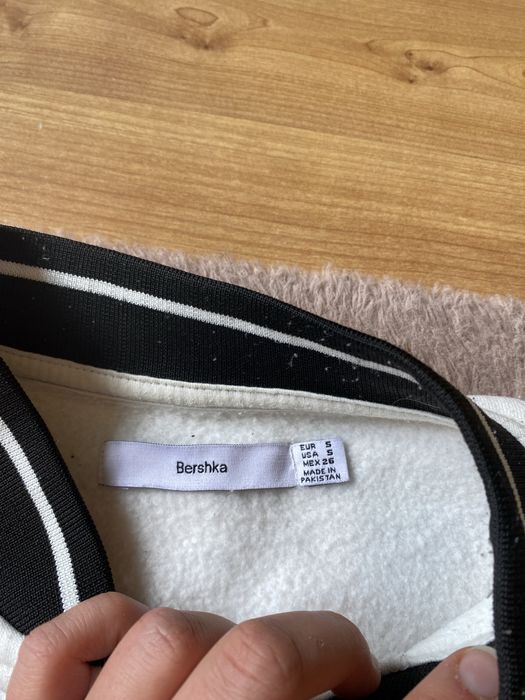 Bershka
EUR S
USA S
MEX 26
MADE IN
PAKISTAN